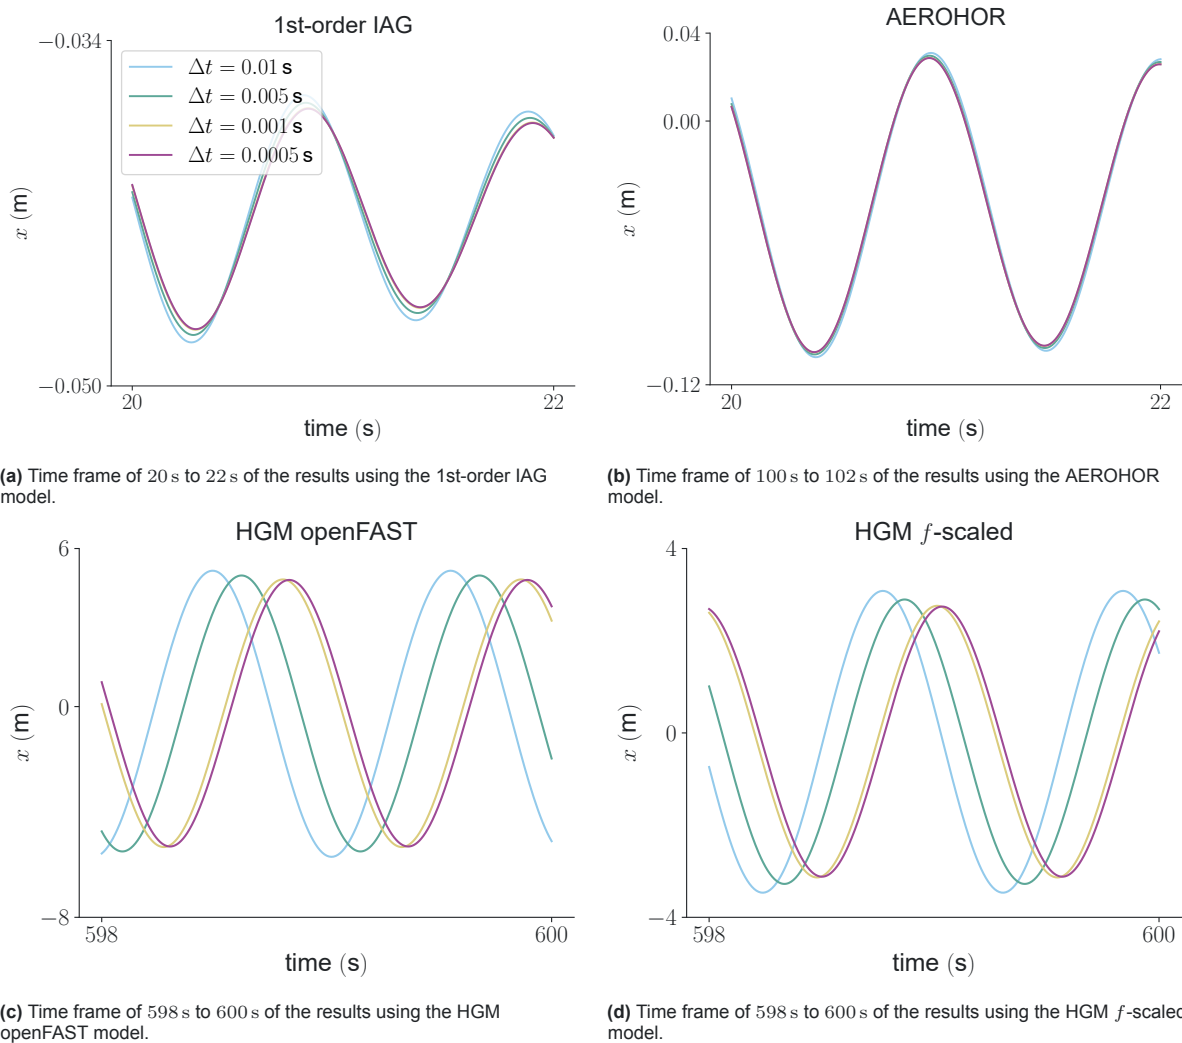 1st-order IAG
−0.034
Δt = 0.01 s
Δt = 0.005 s
Δt = 0.001 s
Δt = 0.0005 s
x (m)
−0.050
20
22
time (s)
(a) Time frame of 20 s to 22 s of the results using the 1st-order IAG
model.
AEROHOR
0.04
0.00
x (m)
−0.12
20
22
time (s)
(b) Time frame of 100 s to 102 s of the results using the AEROHOR
model.
HGM openFAST
6
0
x (m)
−8
598
600
time (s)
(c) Time frame of 598 s to 600 s of the results using the HGM
openFAST model.
HGM f-scaled
4
0
x (m)
−4
598
600
time (s)
(d) Time frame of 598 s to 600 s of the results using the HGM f-scaled
model.